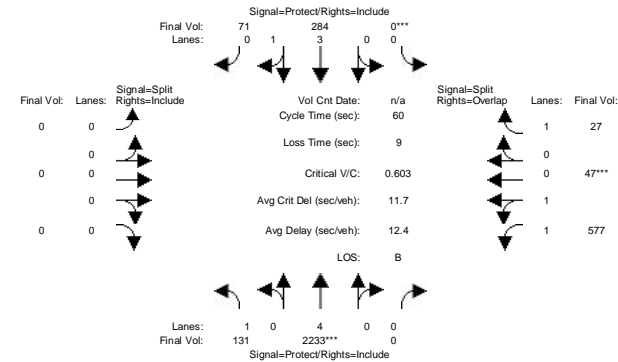 Signal=Protect/Rights=Include
Final Vol: 71 284 0***
Lanes: 0 1 3 0 0
Signal=Split
Final Vol: Lanes: Rights=Include
Vol Cnt Date: n/a
Signal=Split
Rights=Overlap Lanes: Final Vol:
Cycle Time (sec): 60
0 0
1 27
Loss Time (sec): 9
0
0
0 0
Critical V/C: 0.603
0 47***
0
Avg Crit Del (sec/veh): 11.7
1
0 0
Avg Delay (sec/veh): 12.4
1 577
LOS: B
Lanes: 1 0 4 0 0
Final Vol: 131 2233*** 0
Signal=Protect/Rights=Include